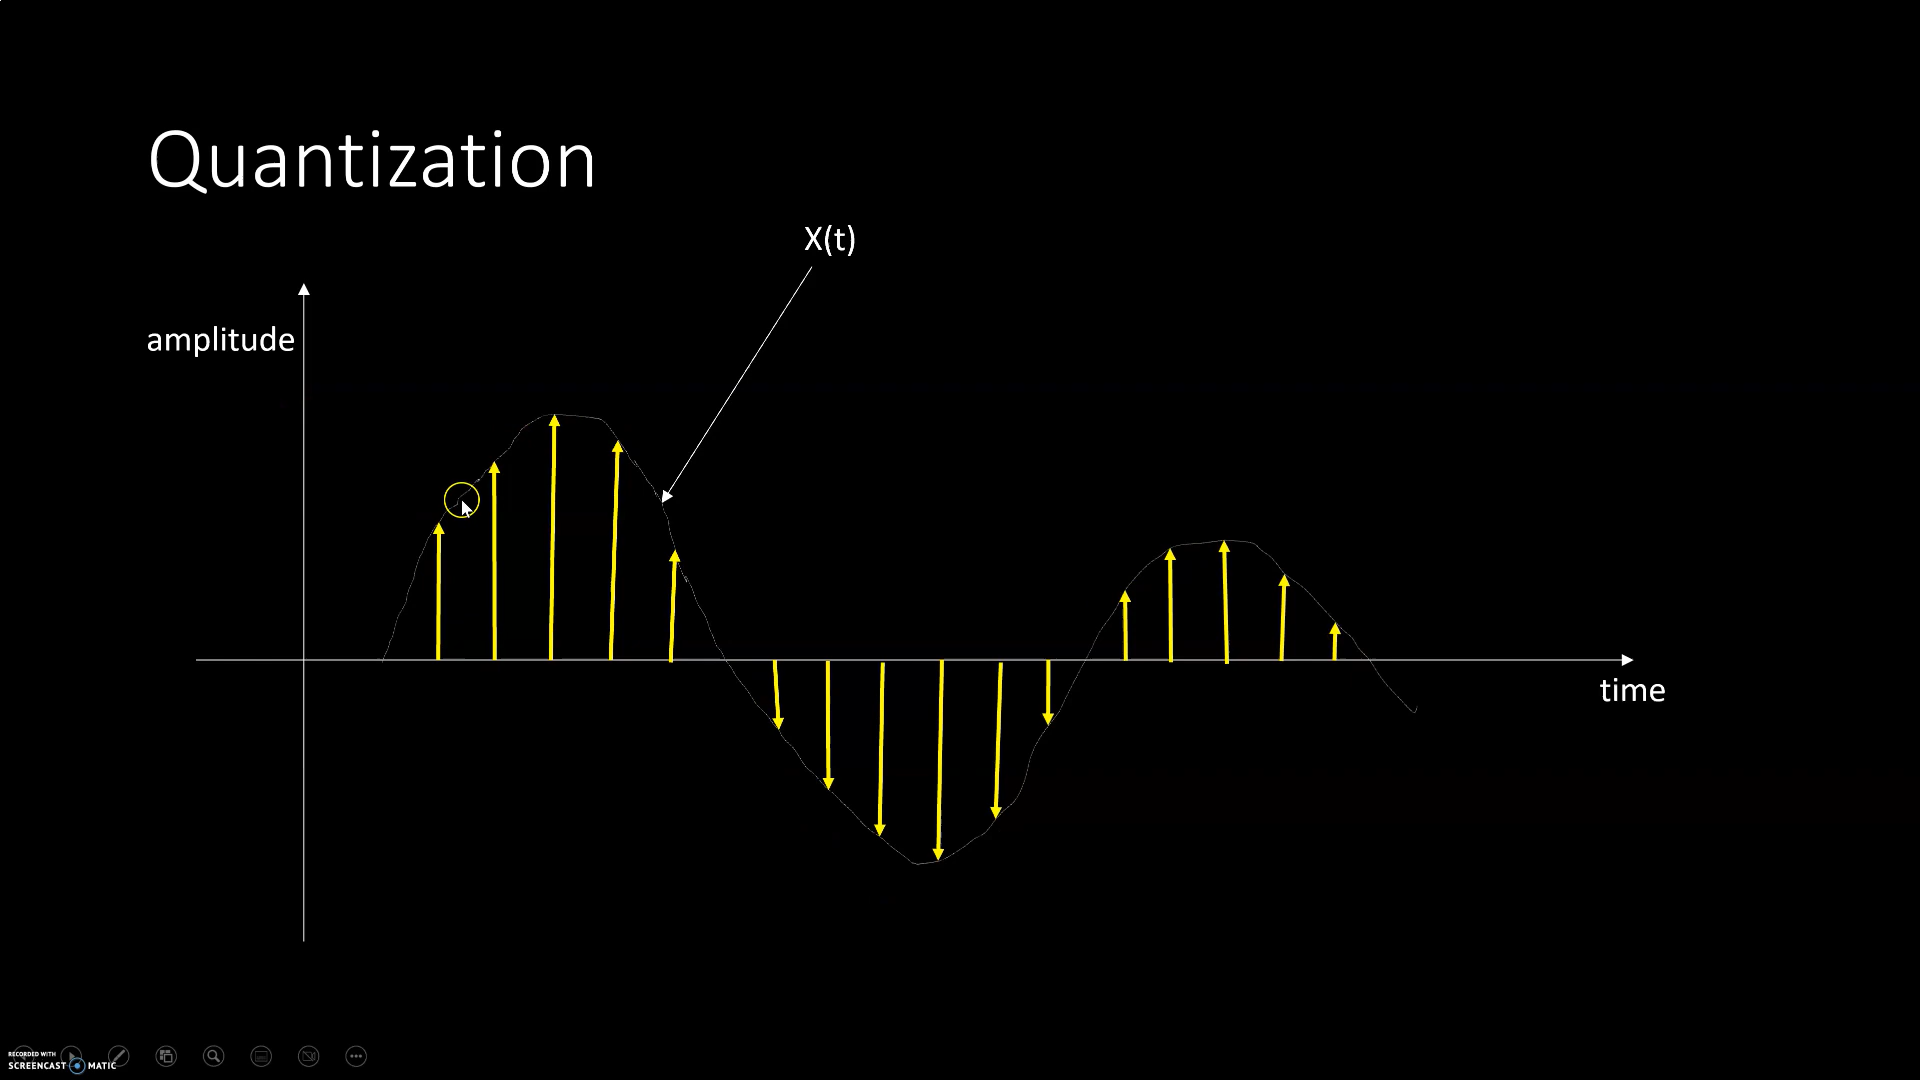 Quantization
X(t)
amplitude
time
RECORDED WITH
SCREENCAST MATIC